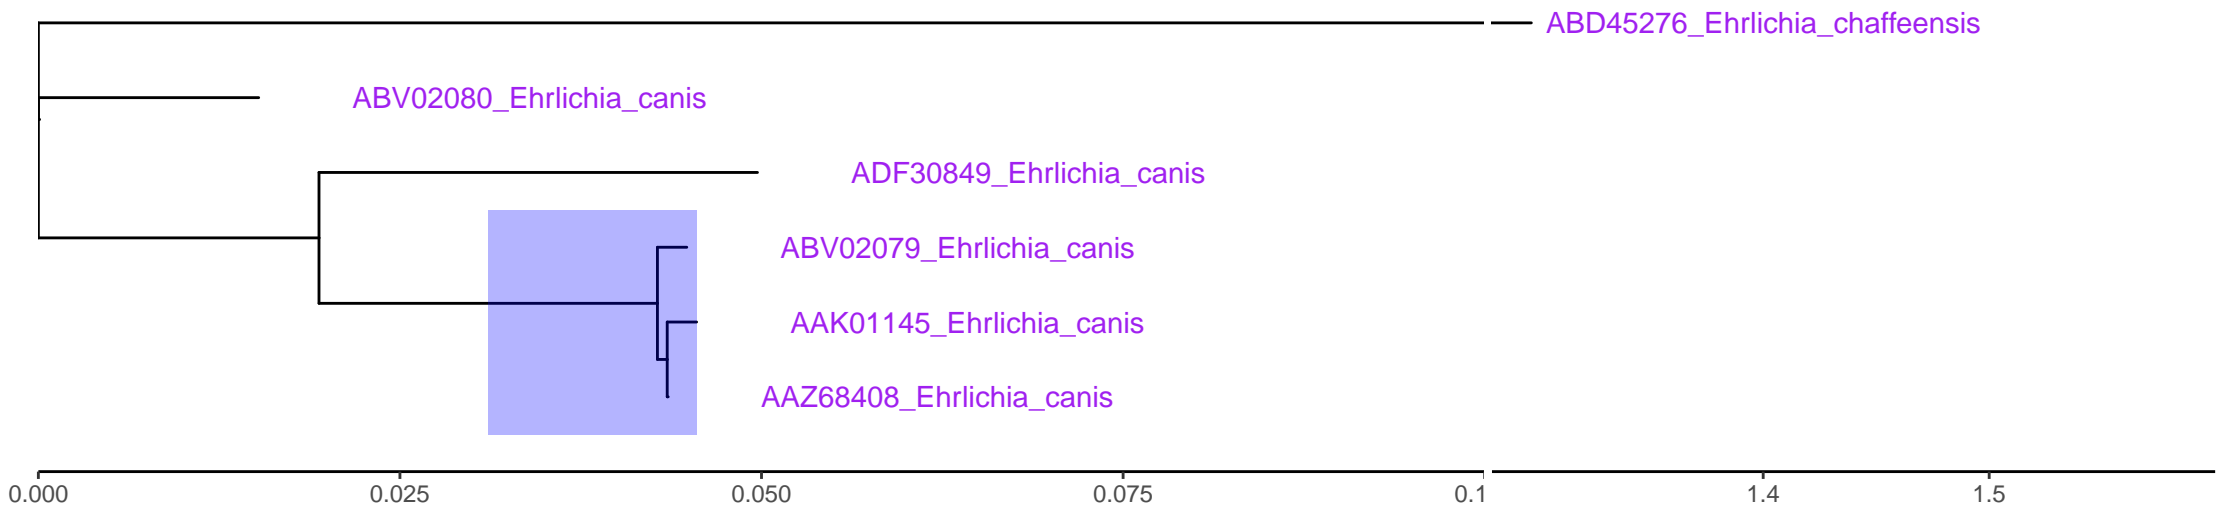 ABD45276_Ehrlichia_chaffeensis
ABV02080_Ehrlichia_canis
ADF30849_Ehrlichia_canis
ABV02079_Ehrlichia_canis
AAK01145_Ehrlichia_canis
AAZ68408_Ehrlichia_canis
0.000 0.025 0.050 0.075 0.1 1.4 1.5